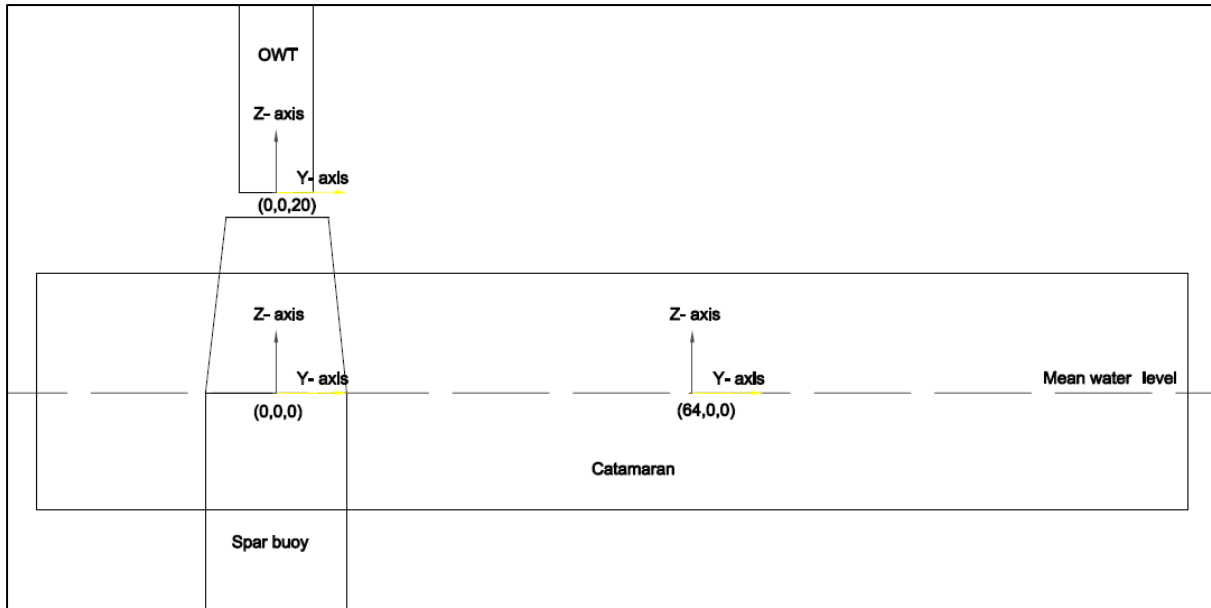 OWT
Z- axis
Y- axis
(0,0,20)
Z- axis
Z- axis
Y- axis
Y- axis
Mean water level
(0,0,0)
(64,0,0)
Catamaran
Spar buoy